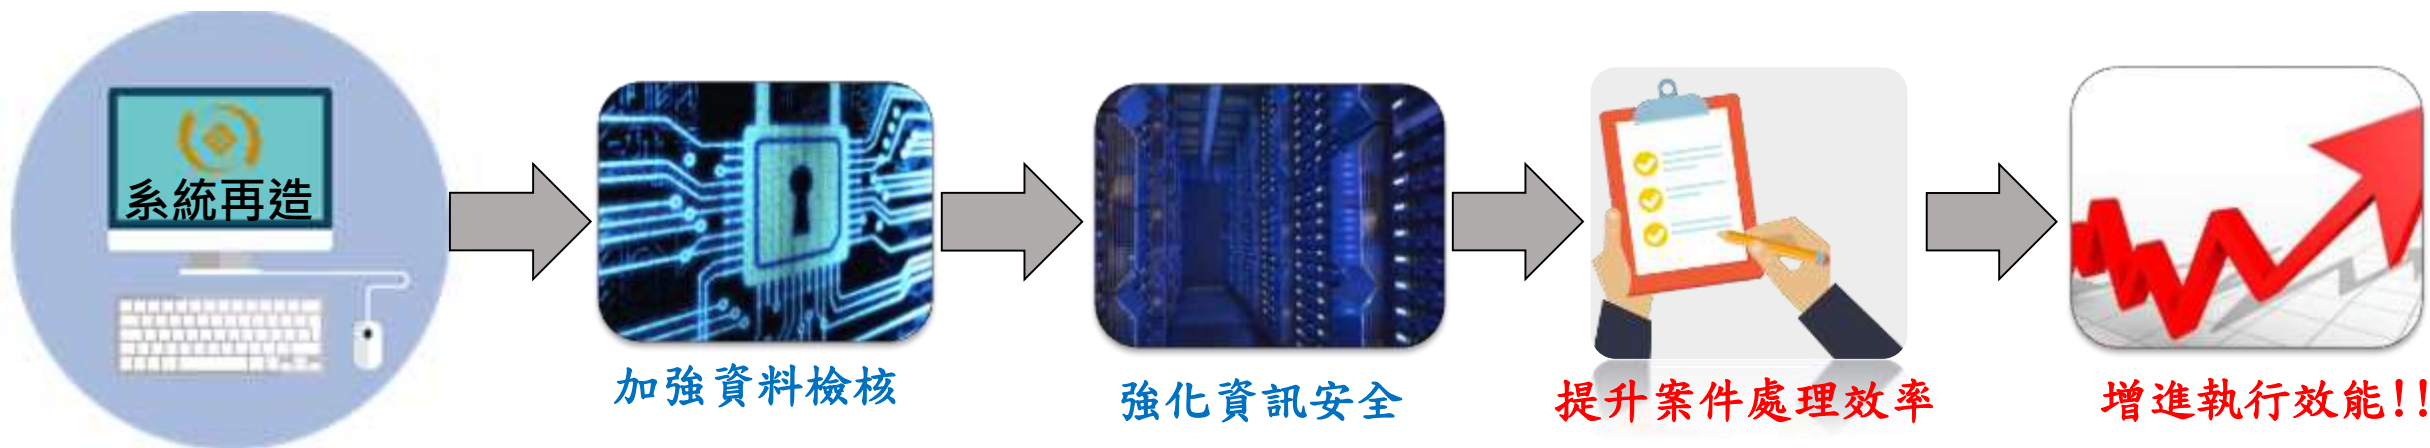 系統再造
加強資料檢核
強化資訊安全
提升案件處理效率
增進執行效能!!